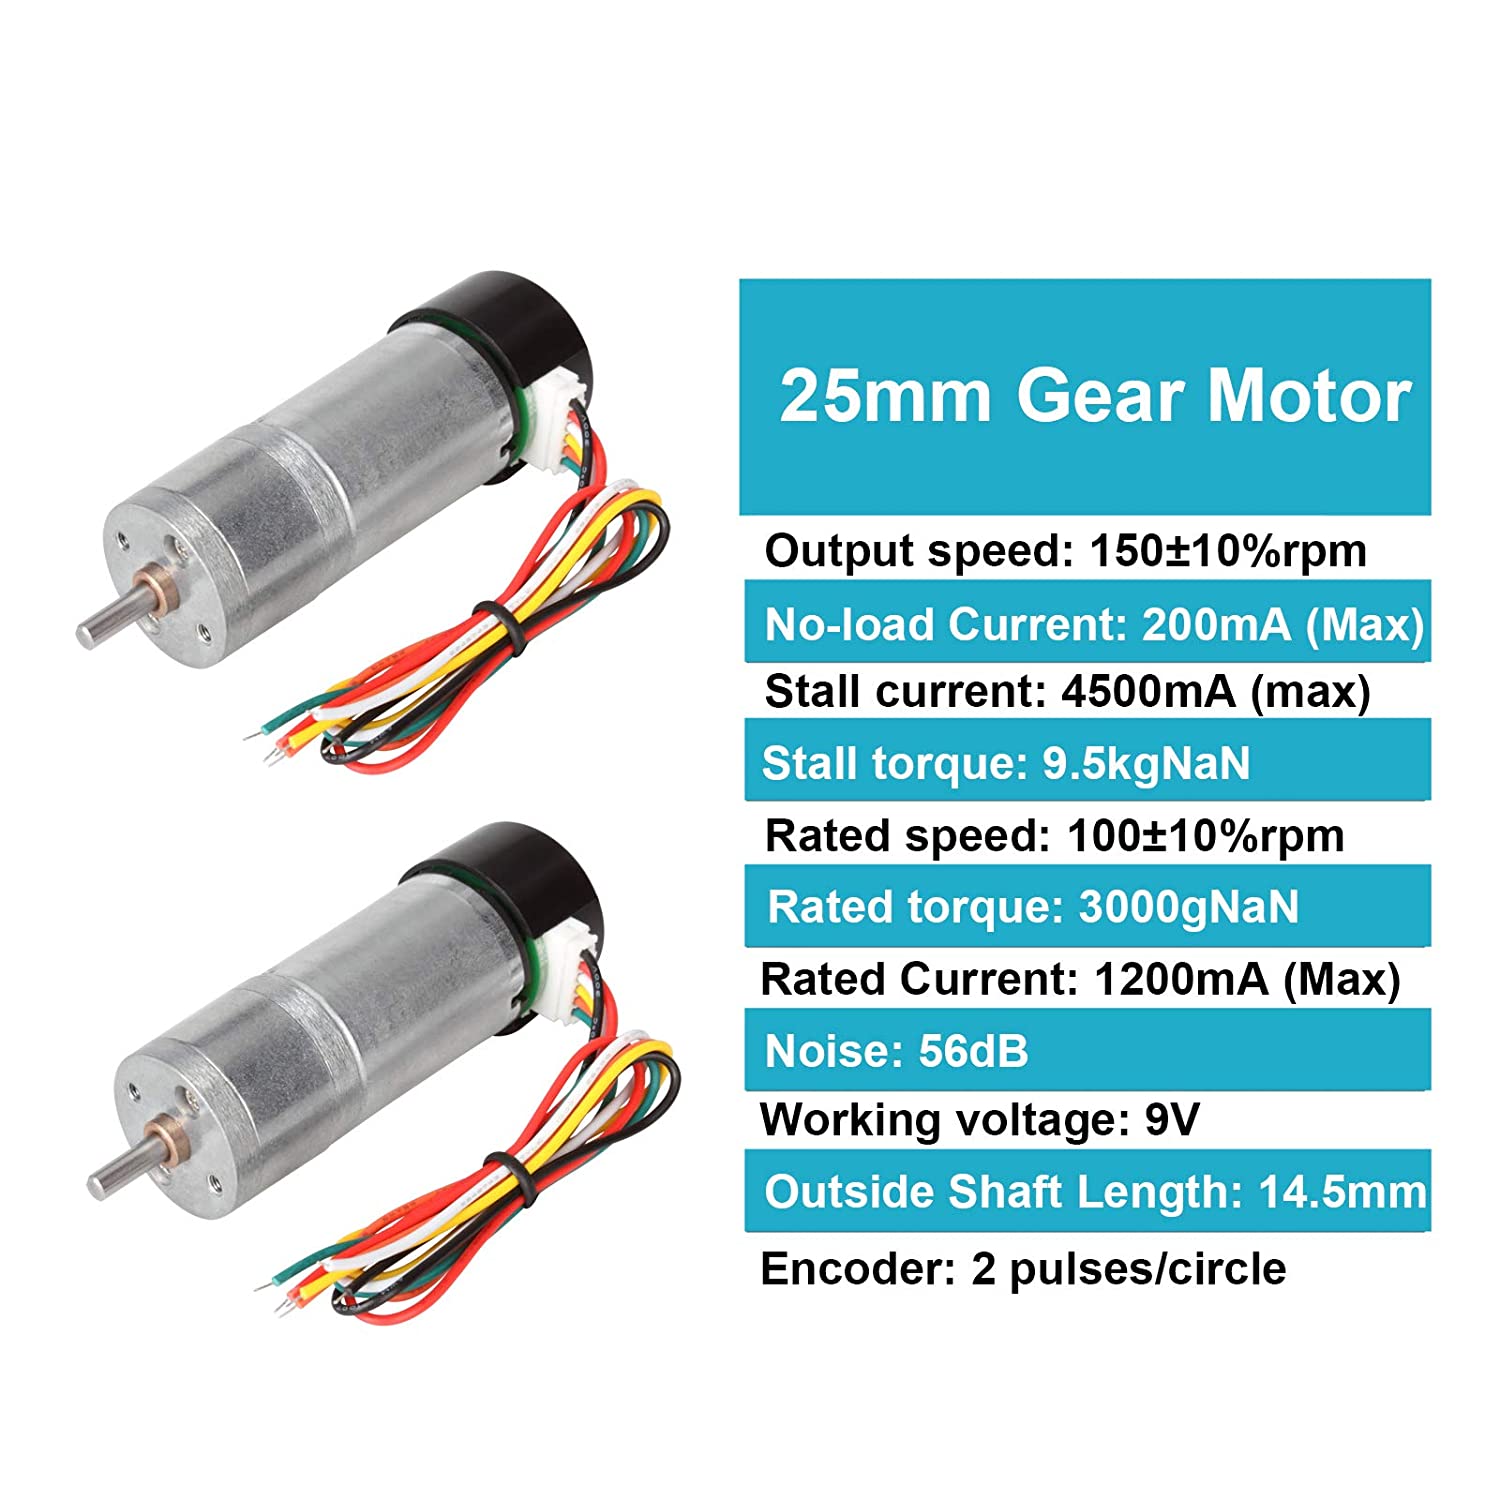 25mm Gear Motor
Output speed: 150±10%rpm
No-load Current: 200mA (Max)
Stall current: 4500mA (max)
Stall torque: 9.5kgNaN
Rated speed: 100±10%rpm
Rated torque: 3000gNaN
Rated Current: 1200mA (Max)
Noise: 56dB
Working voltage: 9V
Outside Shaft Length: 14.5mm
Encoder: 2 pulses/circle